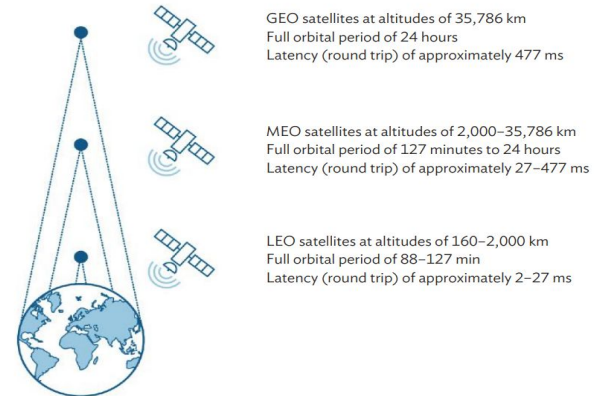 GEO satellites at altitudes of 35,786 km
Full orbital period of 24 hours
Latency (round trip) of approximately 477 ms
MEO satellites at altitudes of 2,000–35,786 km
Full orbital period of 127 minutes to 24 hours
Latency (round trip) of approximately 27–477 ms
LEO satellites at altitudes of 160–2,000 km
Full orbital period of 88–127 min
Latency (round trip) of approximately 2–27 ms